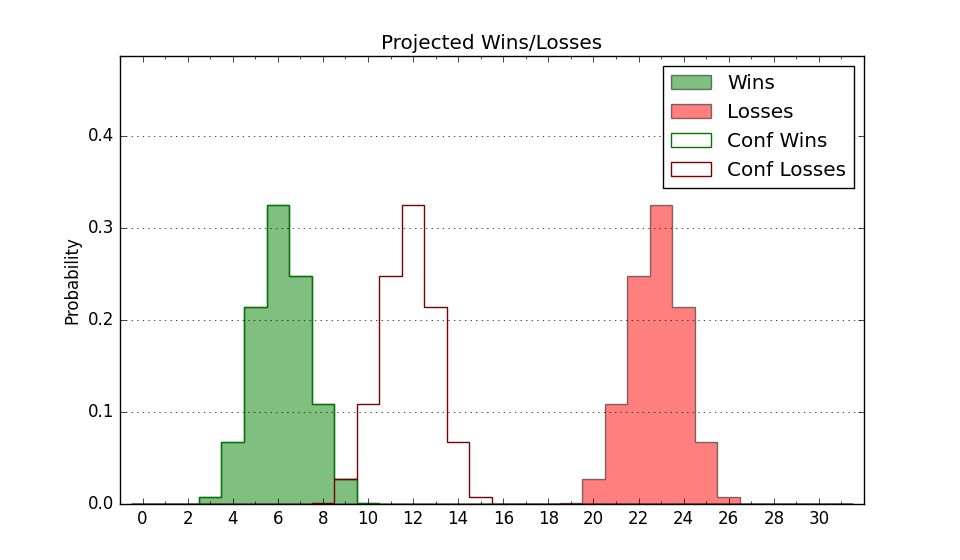 Projected Wins/Losses
Wins
Losses
Conf Wins
Conf Losses
0.4
0.3
0.2
0.1
0.0
Probability
0 2 4 6 8 10 12 14 16 18 20 22 24 26 28 30